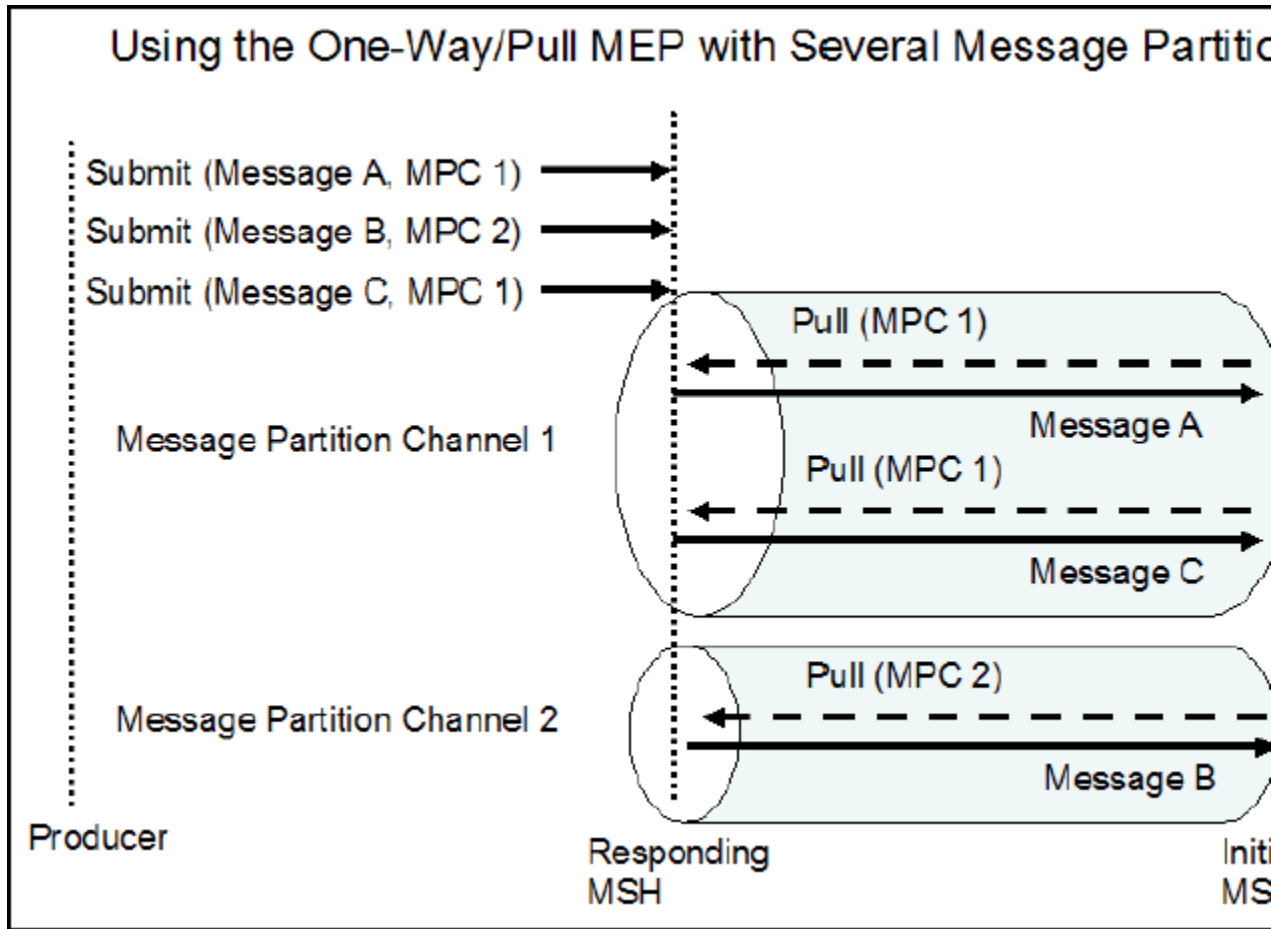 Using the One-Way/Pull MEP with Several Message Partitio
Submit (Message A, MPC 1)
Submit (Message B, MPC 2)
Submit (Message C, MPC 1)
Pull (MPC 1)
Message A
Message Partition Channel 1
Pull (MPC 1)
Message C
Pull (MPC 2)
Message Partition Channel 2
Message B
Producer
Responding
MSH
Initi
MS